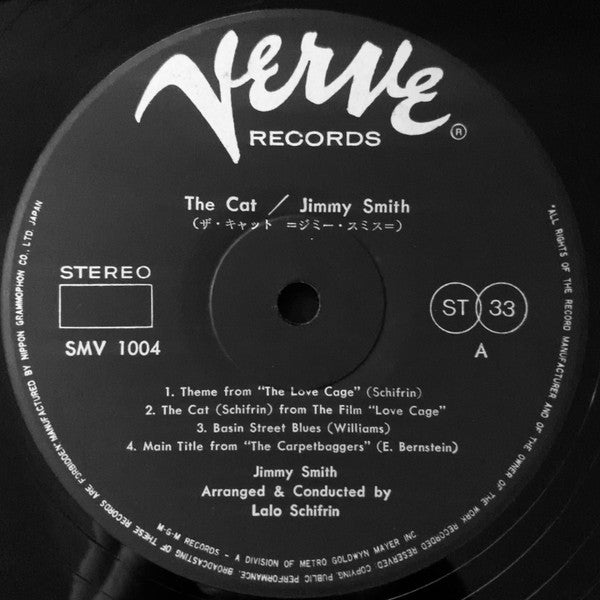 Verve
RECORDS
®
The Cat / Jimmy Smith
(ザ・キャット =ジミー・スミス=)
STEREO
SMV 1004
ST 33
A
1. Theme from "The Love Cage" (Schifrin)
2. The Cat (Schifrin) from The Film "Love Cage"
3. Basin Street Blues (Williams)
4. Main Title from "The Carpetbaggers" (E. Bernstein)
Jimmy Smith
Arranged & Conducted by
Lalo Schifrin
M-G-M RECORDS - A DIVISION OF METRO GOLDWYN MAYER INC
"ALL RIGHTS OF THE RECORD MANUFACTURER AND OF THE OWNER OF THE WORK RECORDED RESERVED. COPYING, PUBLIC PERFORMANCE, BROADCASTING OF THESE RECORDS ARE FORBIDDEN" MANUFACTURED BY NIPPON GRAMMOPHON CO., LTD JAPAN